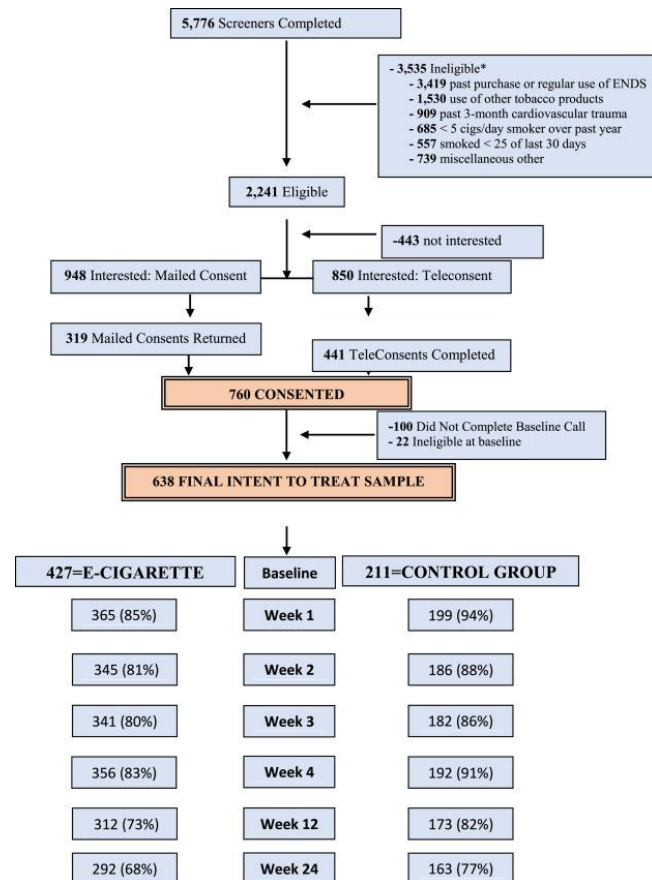 5,776 Screeners Completed
- 3,535 Ineligible*
- 3,419 past purchase or regular use of ENDS
- 1,530 use of other tobacco products
- 909 past 3-month cardiovascular trauma
- 685 < 5 cigs/day smoker over past year
- 557 smoked < 25 of last 30 days
- 739 miscellaneous other
2,241 Eligible
-443 not interested
948 Interested: Mailed Consent
850 Interested: Teleconsent
319 Mailed Consents Returned
441 TeleConsents Completed
760 CONSENTED
-100 Did Not Complete Baseline Call
- 22 Ineligible at baseline
638 FINAL INTENT TO TREAT SAMPLE
427=E-CIGARETTE Baseline 211=CONTROL GROUP
365 (85%) Week 1 199 (94%)
345 (81%) Week 2 186 (88%)
341 (80%) Week 3 182 (86%)
356 (83%) Week 4 192 (91%)
312 (73%) Week 12 173 (82%)
292 (68%) Week 24 163 (77%)